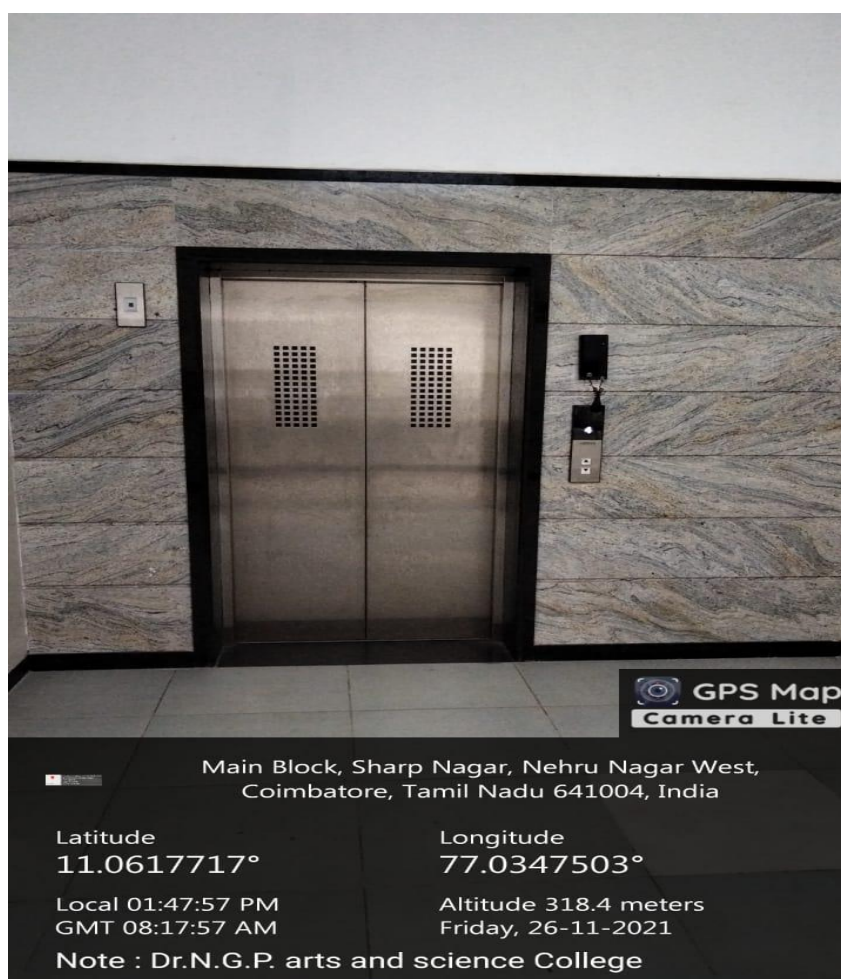 GPS Map
Camera Lite
Main Block, Sharp Nagar, Nehru Nagar West,
Coimbatore, Tamil Nadu 641004, India
Latitude
11.0617717°
Longitude
77.0347503°
Local 01:47:57 PM
GMT 08:17:57 AM
Altitude 318.4 meters
Friday, 26-11-2021
Note : Dr.N.G.P. arts and science College